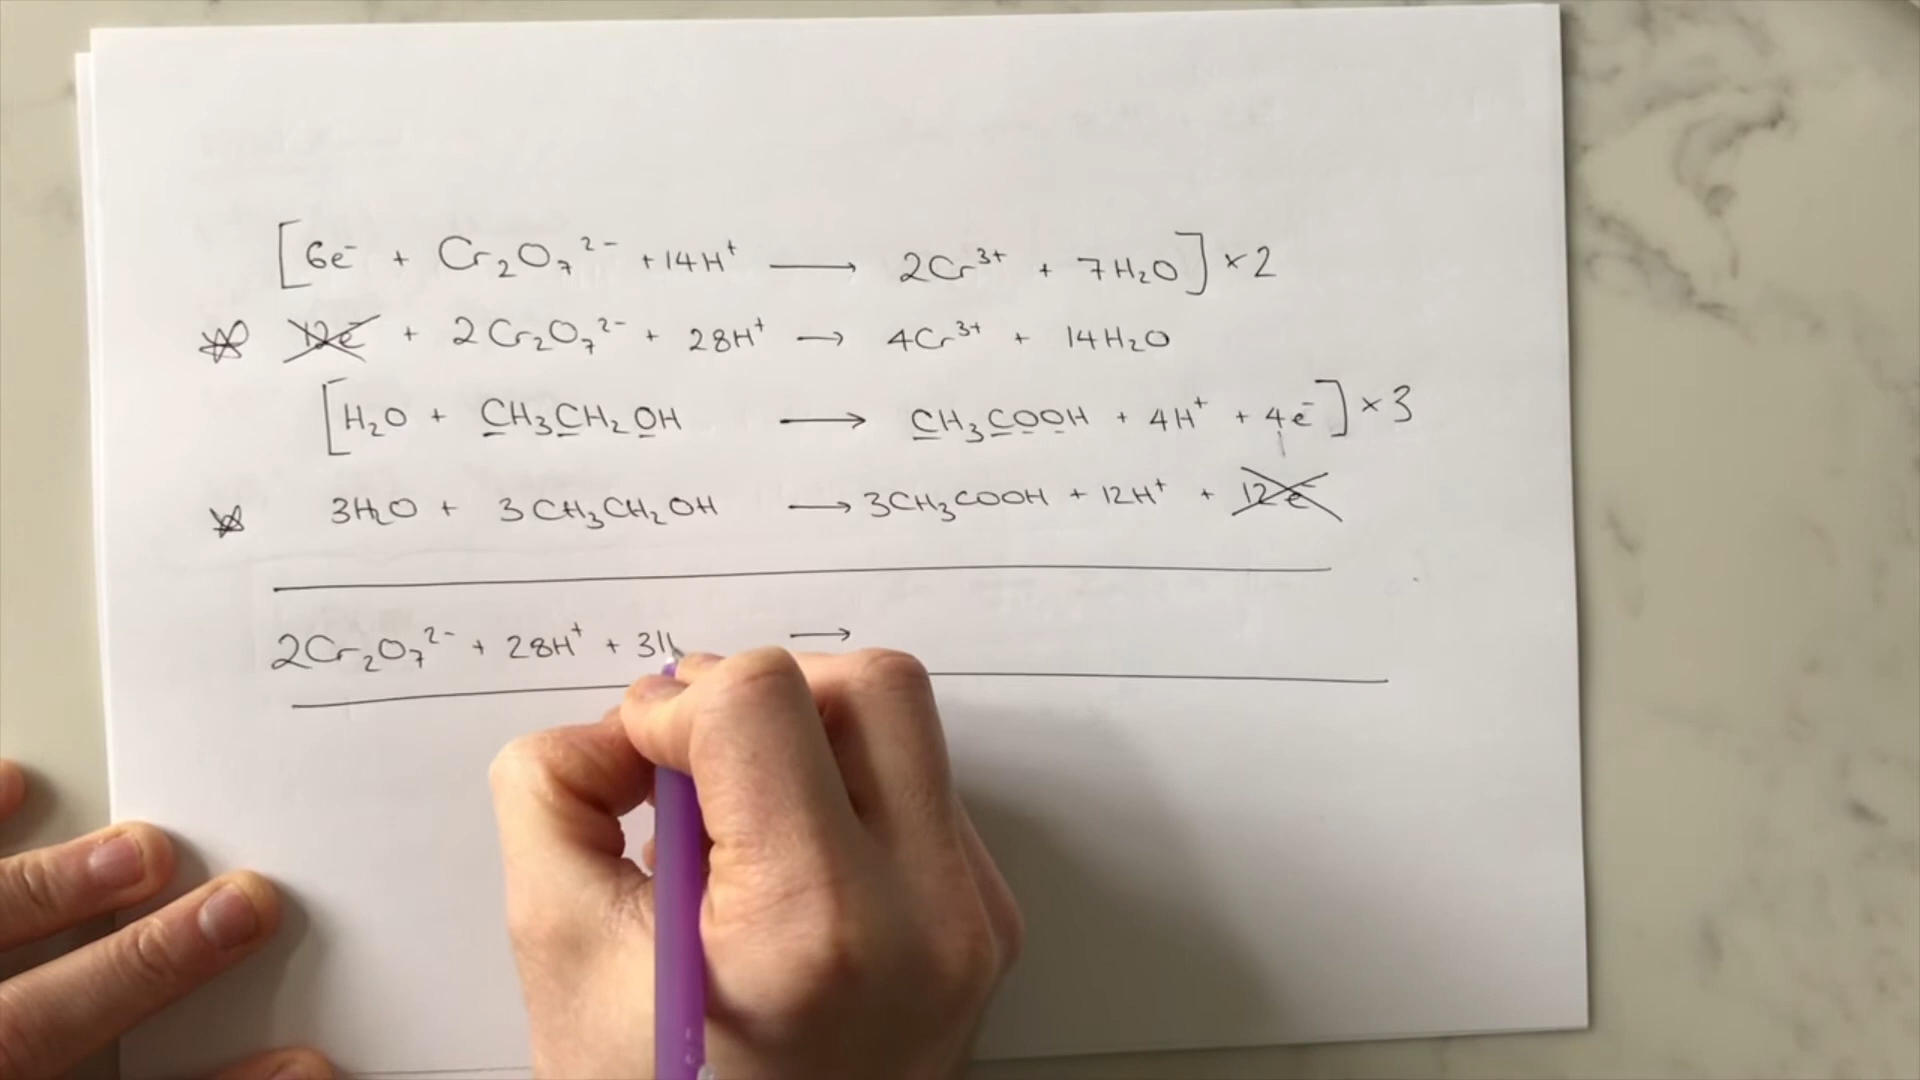 [6e⁻ + Cr₂O₇²⁻ + 14H⁺ ⟶ 2Cr³⁺ + 7H₂O] × 2
12e⁻ + 2Cr₂O₇²⁻ + 28H⁺ → 4Cr³⁺ + 14H₂O
[H₂O + CH₃CH₂OH ⟶ CH₃COOH + 4H⁺ + 4e⁻] × 3
3H₂O + 3CH₃CH₂OH ⟶ 3CH₃COOH + 12H⁺ + 12e⁻
2Cr₂O₇²⁻ + 28H⁺ + 3 →